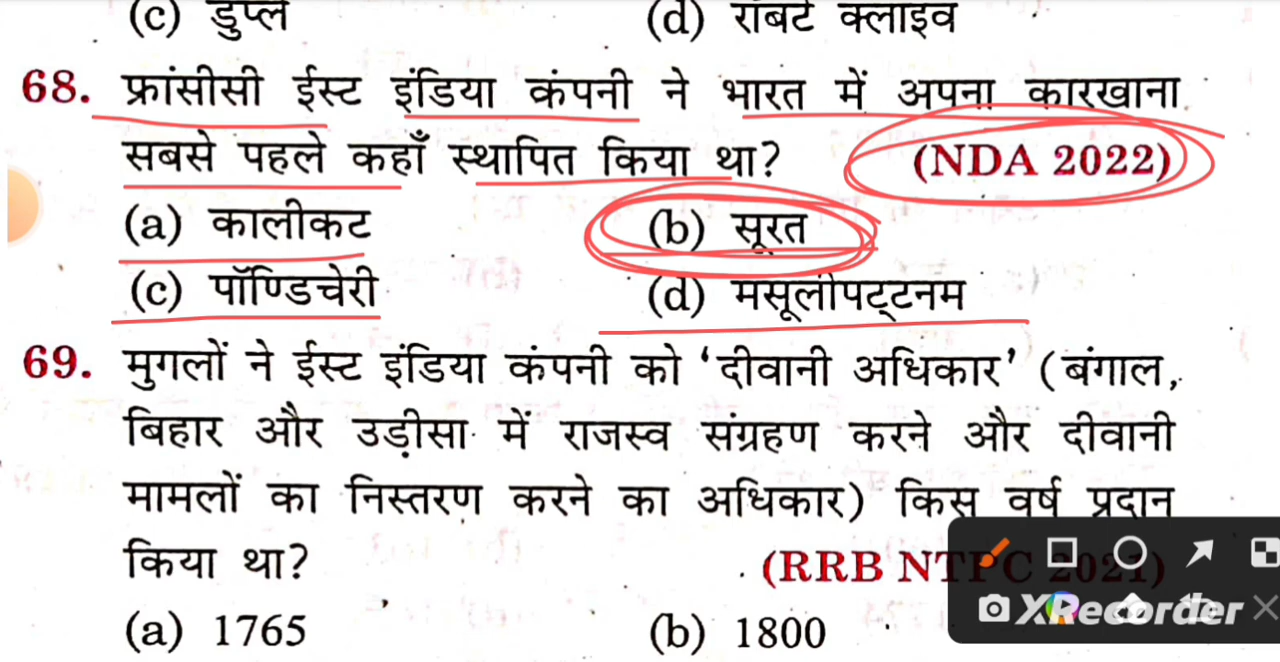 (c) डुप्ले (d) रॉबर्ट क्लाइव
68. फ्रांसीसी ईस्ट इंडिया कंपनी ने भारत में अपना कारखाना
सबसे पहले कहाँ स्थापित किया था? (NDA 2022)
(a) कालीकट (b) सूरत
(c) पॉण्डिचेरी (d) मसूलीपट्टनम
69. मुगलों ने ईस्ट इंडिया कंपनी को ‘दीवानी अधिकार’ (बंगाल,
बिहार और उड़ीसा में राजस्व संग्रहण करने और दीवानी
मामलों का निस्तरण करने का अधिकार) किस वर्ष प्रदान
किया था? (RRB NTPC 2021)
(a) 1765 (b) 1800
XRecorder